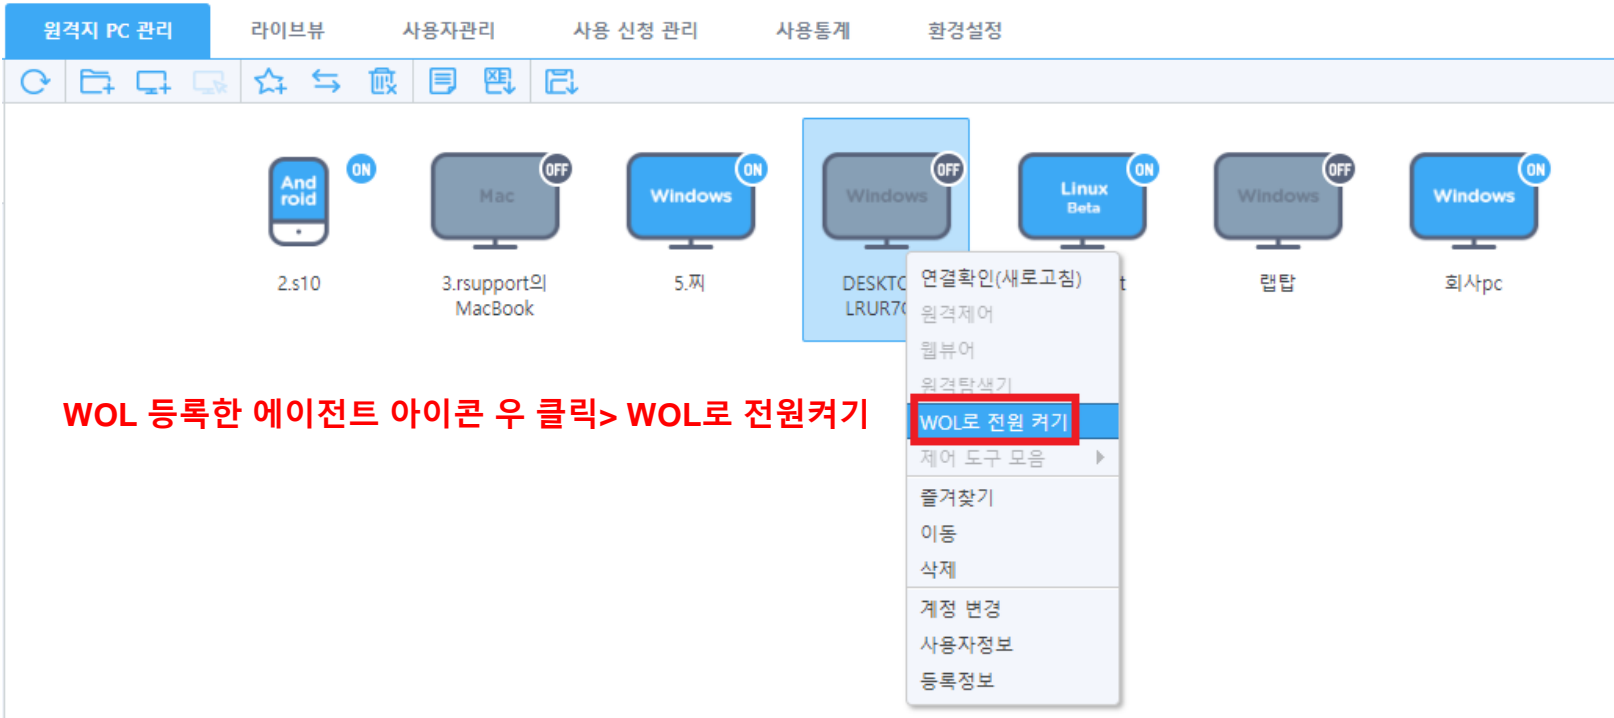 원격지 PC 관리
라이브뷰
사용자관리
사용 신청 관리
사용통계
환경설정
And
roid
ON
Mac
OFF
Windows
ON
Windows
OFF
Linux
Beta
ON
Windows
OFF
Windows
ON
2.s10
3.rsupport의
MacBook
5.찌
DESKTO
LRUR7
t
랩탑
회사pc
연결확인(새로고침)
원격제어
웹뷰어
원격탐색기
WOL로 전원 켜기
제어 도구 모음
즐겨찾기
이동
삭제
계정 변경
사용자정보
등록정보
WOL 등록한 에이전트 아이콘 우 클릭> WOL로 전원켜기